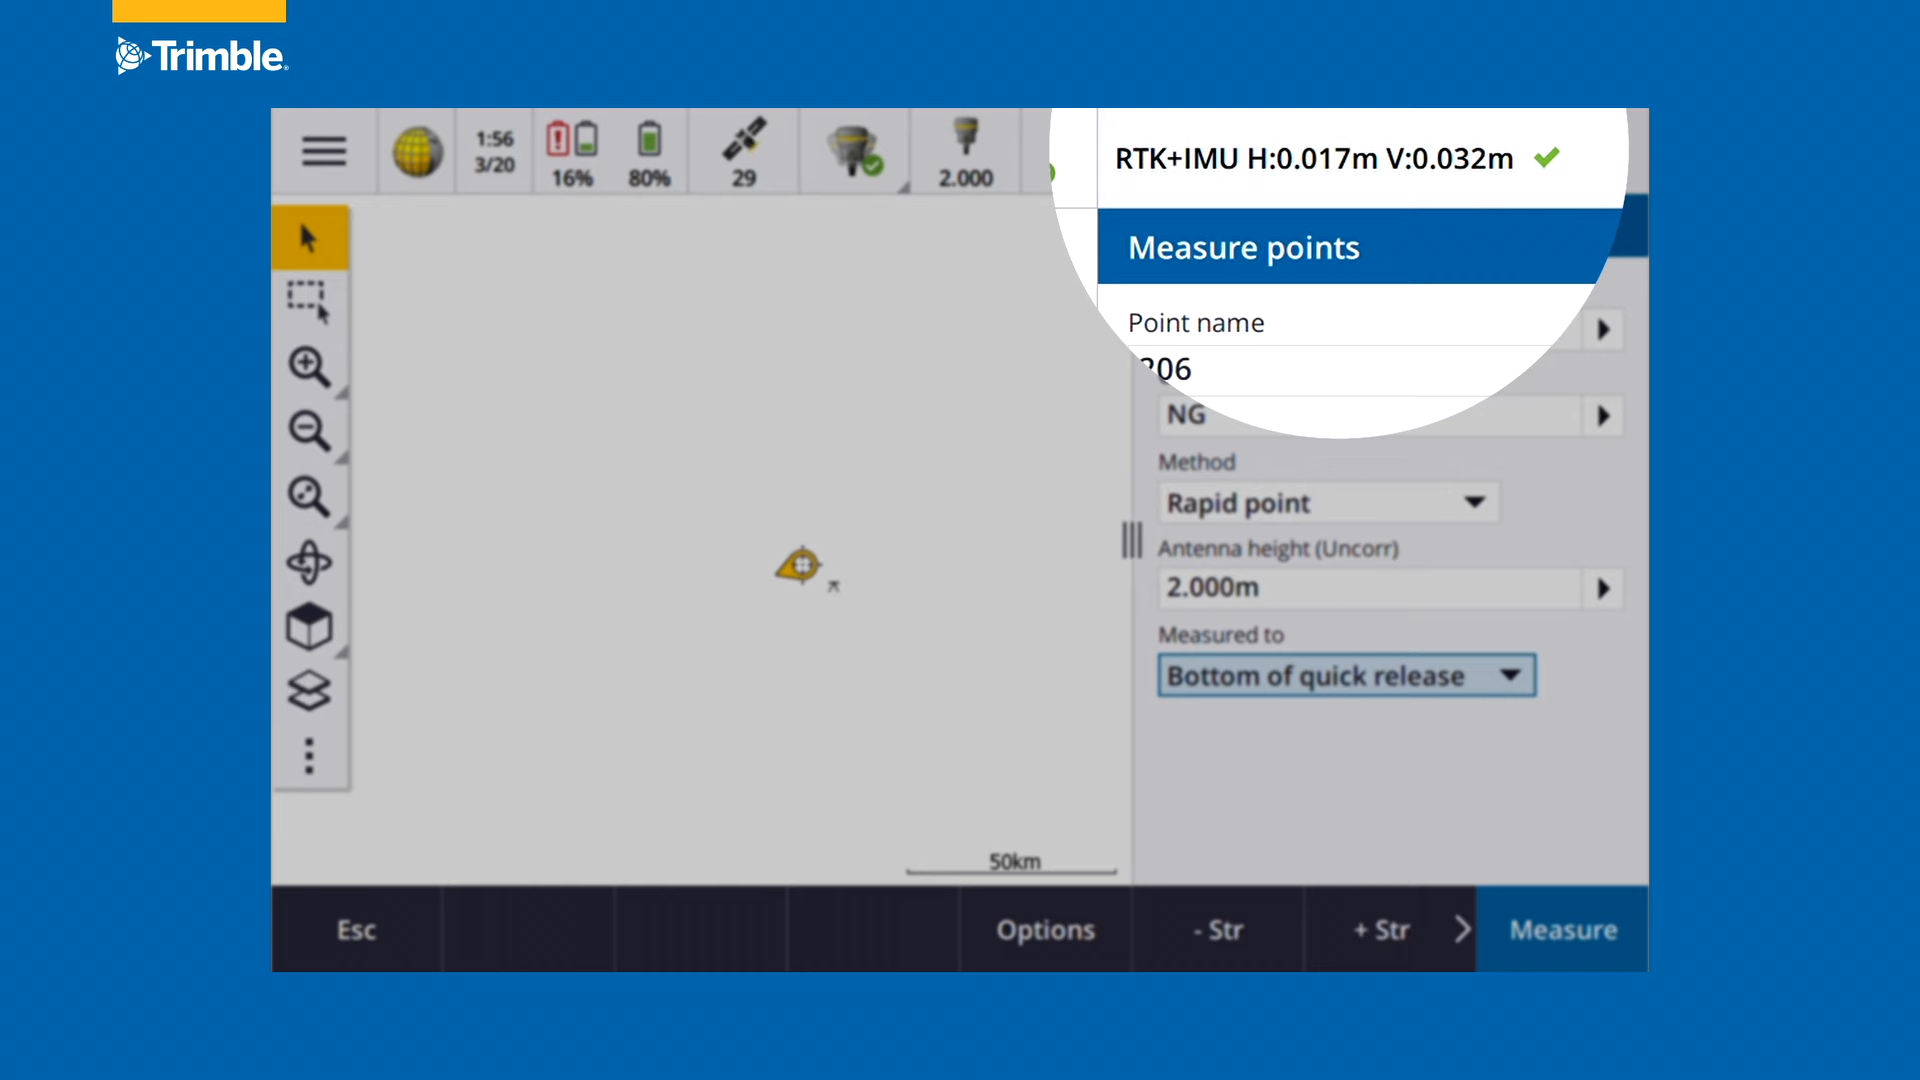 Trimble
1:56
3/20
16%
80%
29
2.000
RTK+IMU H:0.017m V:0.032m
Measure points
Point name
NG
Method
Rapid point
Antenna height (Uncorr)
2.000m
Measured to
Bottom of quick release
50km
Esc
Options
- Str
+ Str
Measure